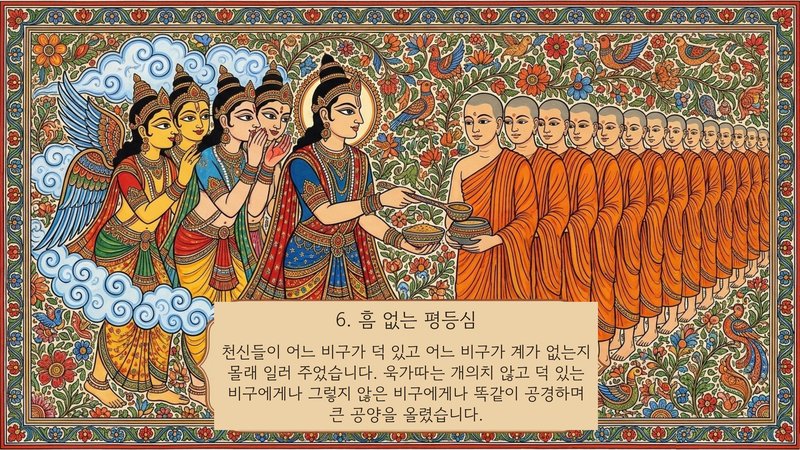 6. 흠 없는 평등심
천신들이 어느 비구가 덕 있고 어느 비구가 계가 없는지
몰래 일러 주었습니다. 욱가따는 개의치 않고 덕 있는
비구에게나 그렇지 않은 비구에게나 똑같이 공경하며
큰 공양을 올렸습니다.